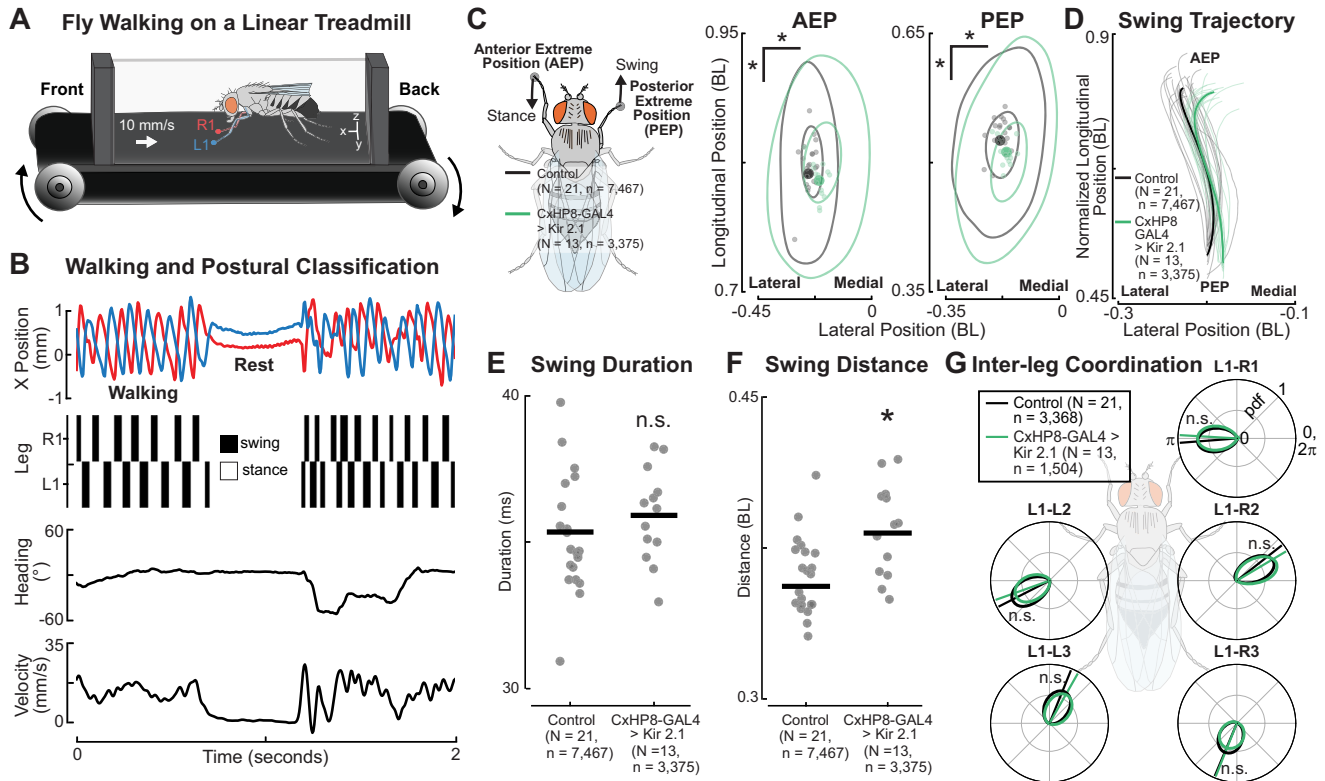 A Fly Walking on a Linear Treadmill
Front
Back
10 mm/s
R1
L1
z
x
y
B Walking and Postural Classification
X Position
(mm)
1
0
-1
Walking
Rest
Leg
R1
L1
swing
stance
Heading
(°)
60
-60
Velocity
(mm/s)
35
0
0
2
Time (seconds)
C
Anterior Extreme
Position (AEP)
Stance
Swing
Posterior
Extreme
Position
(PEP)
Control
(N = 21, n = 7,467)
CxHP8-GAL4
> Kir 2.1
(N = 13, n = 3,375)
AEP
Longitudinal Position (BL)
0.95
0.7
*
*
Lateral
Medial
-0.45
0
Lateral Position (BL)
PEP
0.65
0.35
*
*
Lateral
Medial
-0.35
0
Lateral Position (BL)
D Swing Trajectory
Normalized Longitudinal
Position (BL)
0.9
0.45
AEP
Control
(N = 21,
n = 7,467)
CxHP8
GAL4
> Kir 2.1
(N = 13,
n = 3,375)
PEP
Lateral
Medial
-0.3
-0.1
Lateral Position (BL)
E Swing Duration
Duration (ms)
40
30
n.s.
Control
(N = 21,
n = 7,467)
CxHP8-GAL4
> Kir 2.1
(N =13,
n = 3,375)
F Swing Distance
Distance (BL)
0.45
0.3
*
Control
(N = 21,
n = 7,467)
CxHP8-GAL4
> Kir 2.1
(N =13,
n = 3,375)
G Inter-leg Coordination
Control (N = 21,
n = 3,368)
CxHP8-GAL4 >
Kir 2.1 (N = 13,
n = 1,504)
L1-R1
n.s.
pdf
1
0
π
0,
2π
L1-L2
n.s.
L1-R2
n.s.
L1-L3
n.s.
L1-R3
n.s.